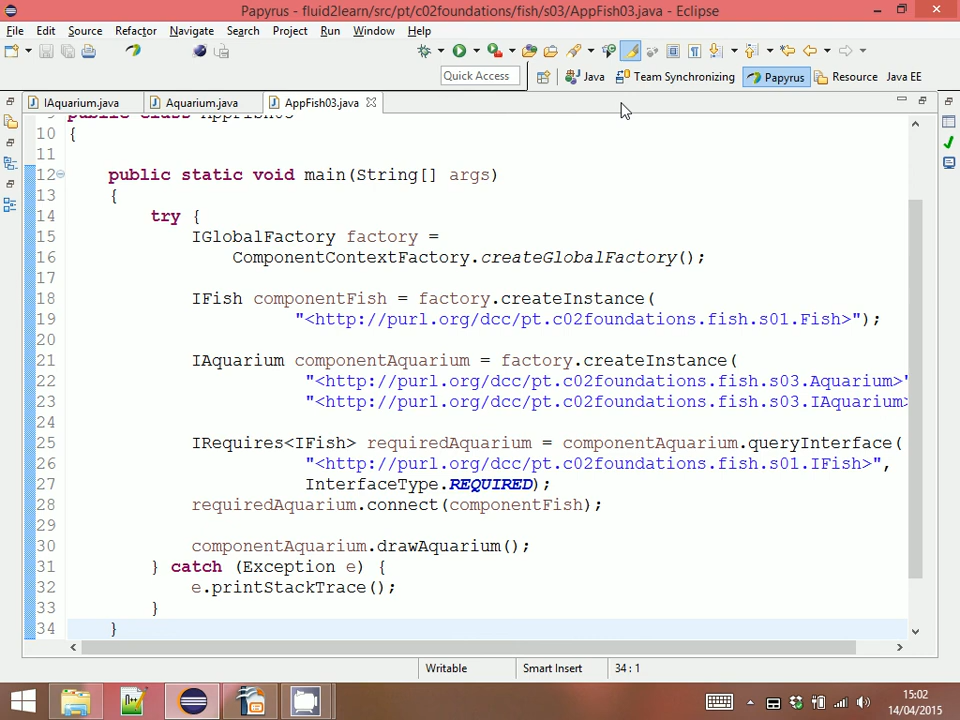 Papyrus - fluid2learn/src/pt/c02foundations/fish/s03/AppFish03.java - Eclipse
File Edit Source Refactor Navigate Search Project Run Window Help
Quick Access Java Team Synchronizing Papyrus Resource Java EE
IAquarium.java Aquarium.java AppFish03.java
9 public class AppFish03
10 {
11
12 public static void main(String[] args)
13 {
14 try {
15 IGlobalFactory factory =
16 ComponentContextFactory.createGlobalFactory();
17
18 IFish componentFish = factory.createInstance(
19 "<http://purl.org/dcc/pt.c02foundations.fish.s01.Fish>");
20
21 IAquarium componentAquarium = factory.createInstance(
22 "<http://purl.org/dcc/pt.c02foundations.fish.s03.Aquarium>"
23 "<http://purl.org/dcc/pt.c02foundations.fish.s03.IAquarium>
24
25 IRequires<IFish> requiredAquarium = componentAquarium.queryInterface(
26 "<http://purl.org/dcc/pt.c02foundations.fish.s01.IFish>",
27 InterfaceType.REQUIRED);
28 requiredAquarium.connect(componentFish);
29
30 componentAquarium.drawAquarium();
31 } catch (Exception e) {
32 e.printStackTrace();
33 }
34 }
Writable Smart Insert 34 : 1
15:02
14/04/2015